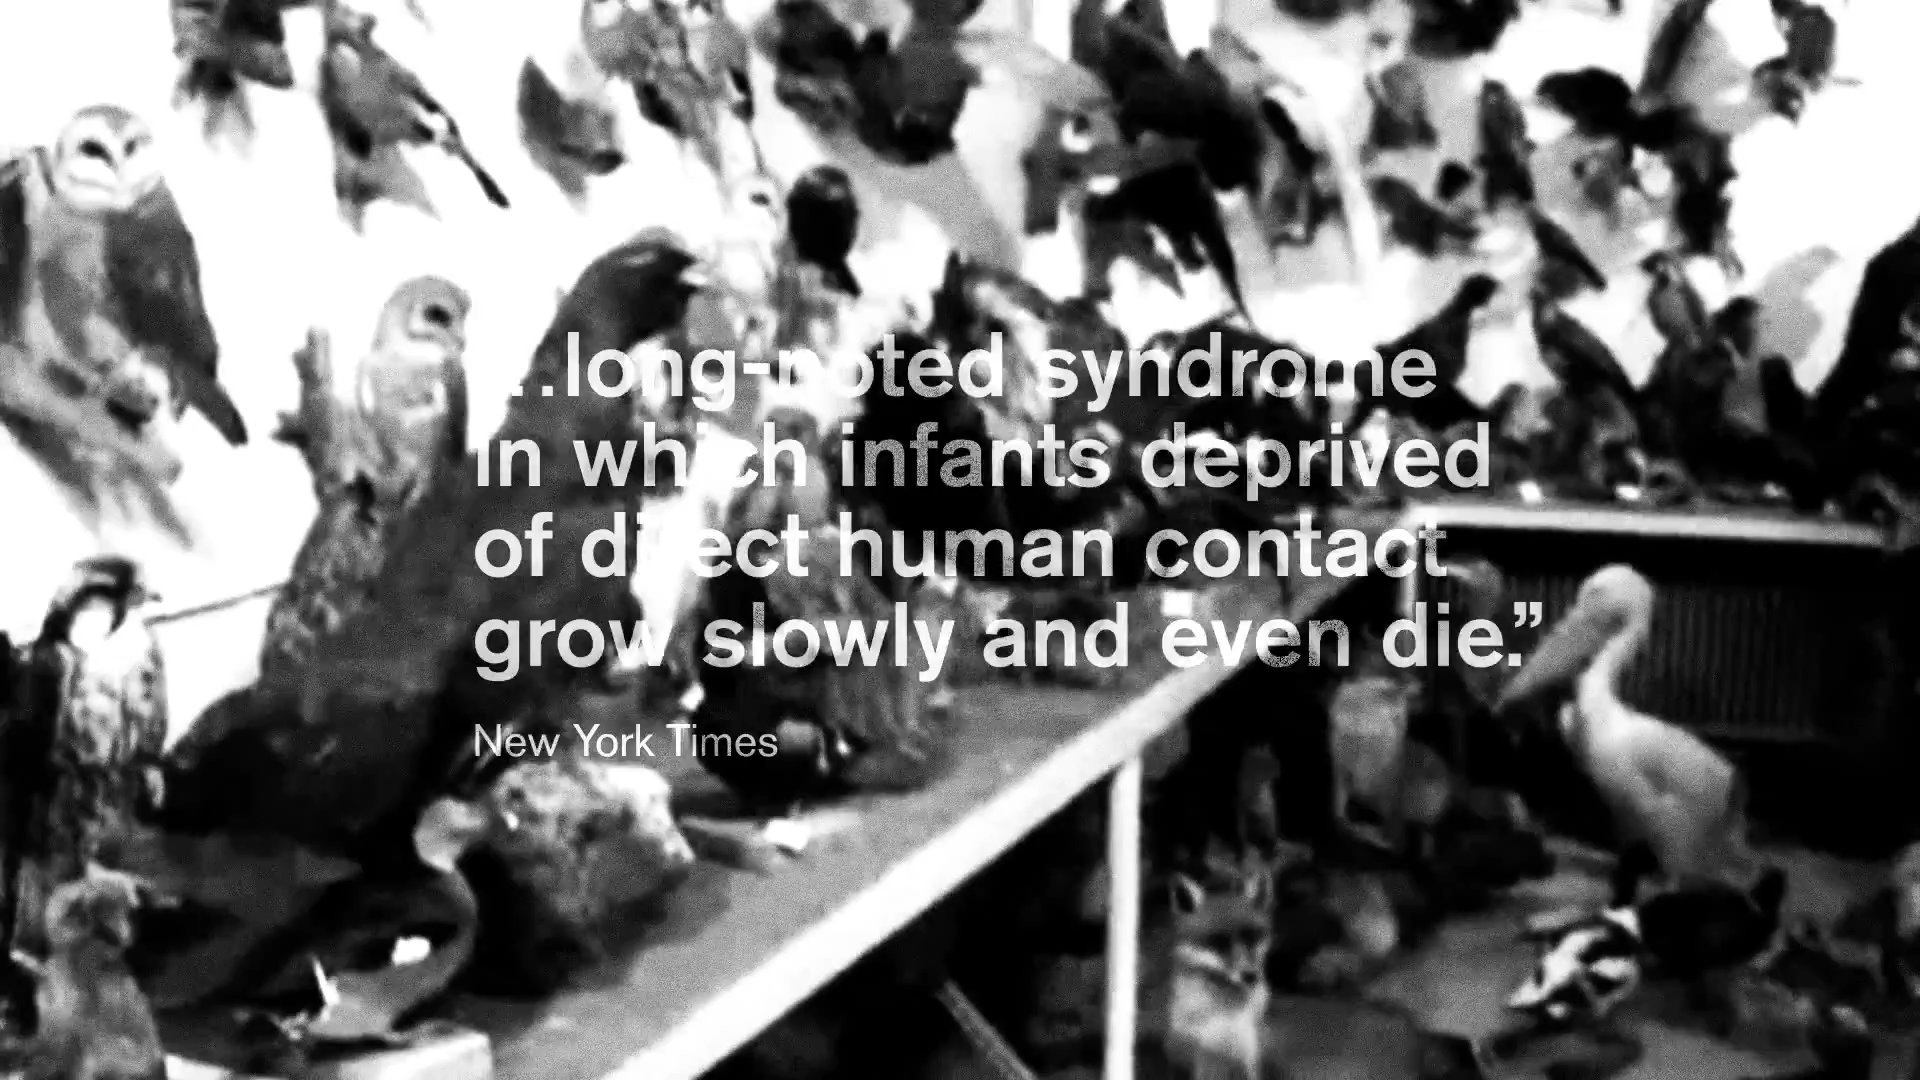 …long-noted syndrome
in which infants deprived
of direct human contact
grow slowly and even die.”
New York Times